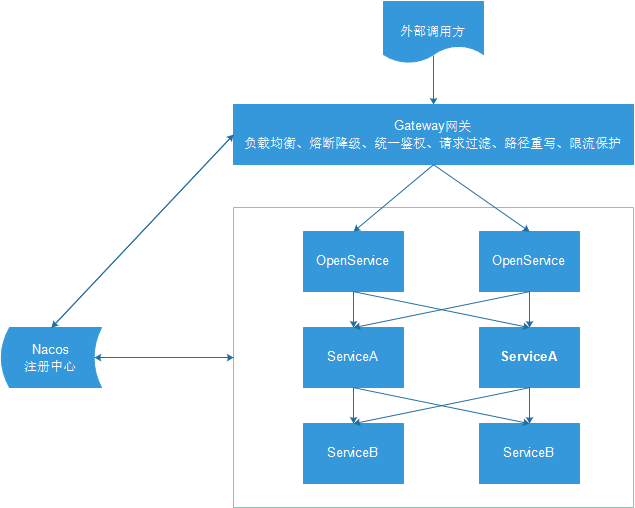 外部调用方
Gateway网关
负载均衡、熔断降级、统一鉴权、请求过滤、路径重写、限流保护
OpenService
OpenService
Nacos
注册中心
ServiceA
ServiceA
ServiceB
ServiceB